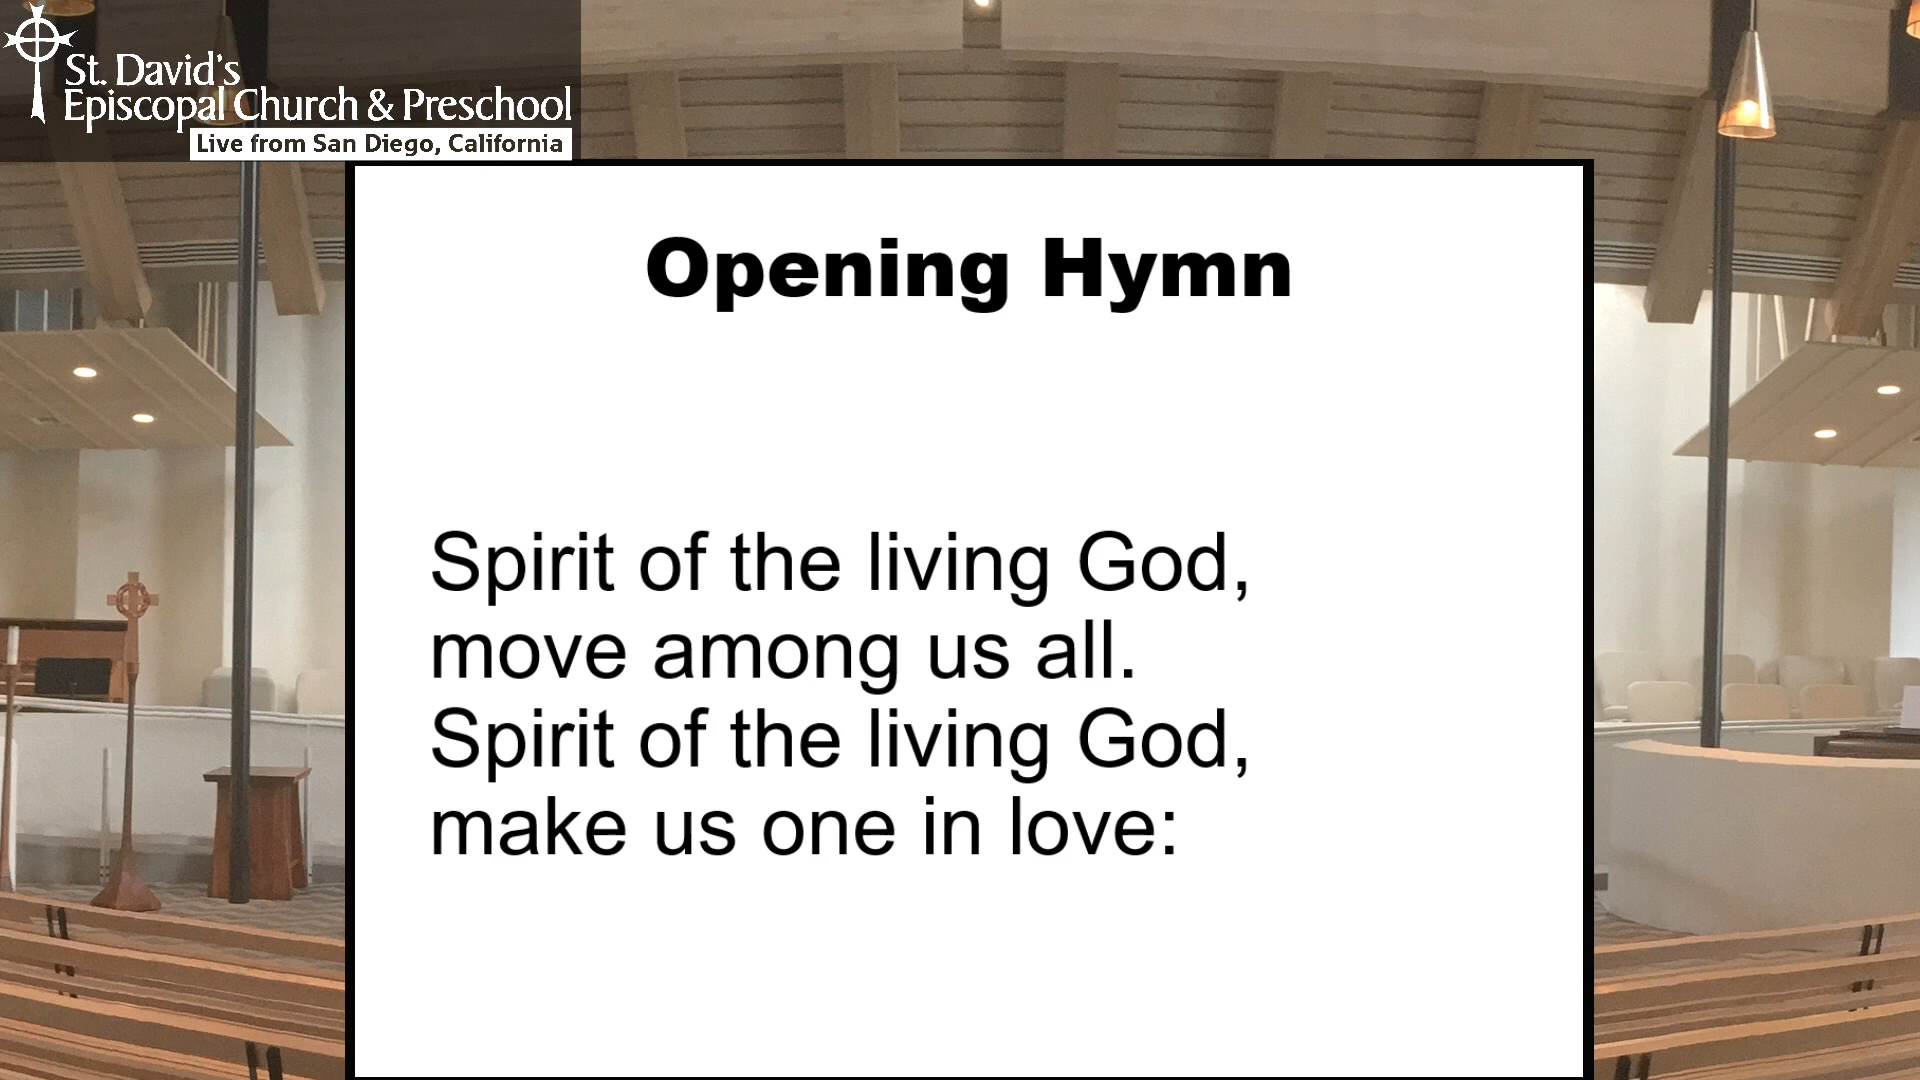 St. David's
Episcopal Church & Preschool
Live from San Diego, California
Opening Hymn
Spirit of the living God,
move among us all.
Spirit of the living God,
make us one in love: